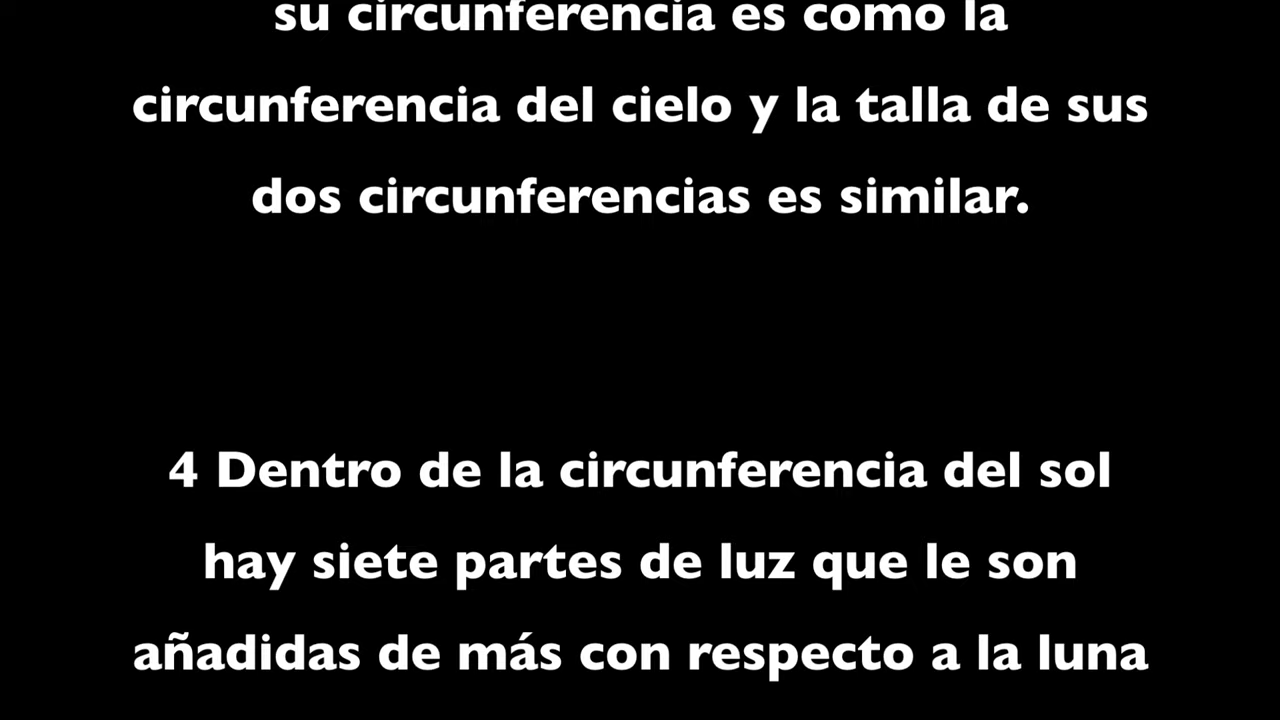 su circunferencia es como la
circunferencia del cielo y la talla de sus
dos circunferencias es similar.
4 Dentro de la circunferencia del sol
hay siete partes de luz que le son
añadidas de más con respecto a la luna